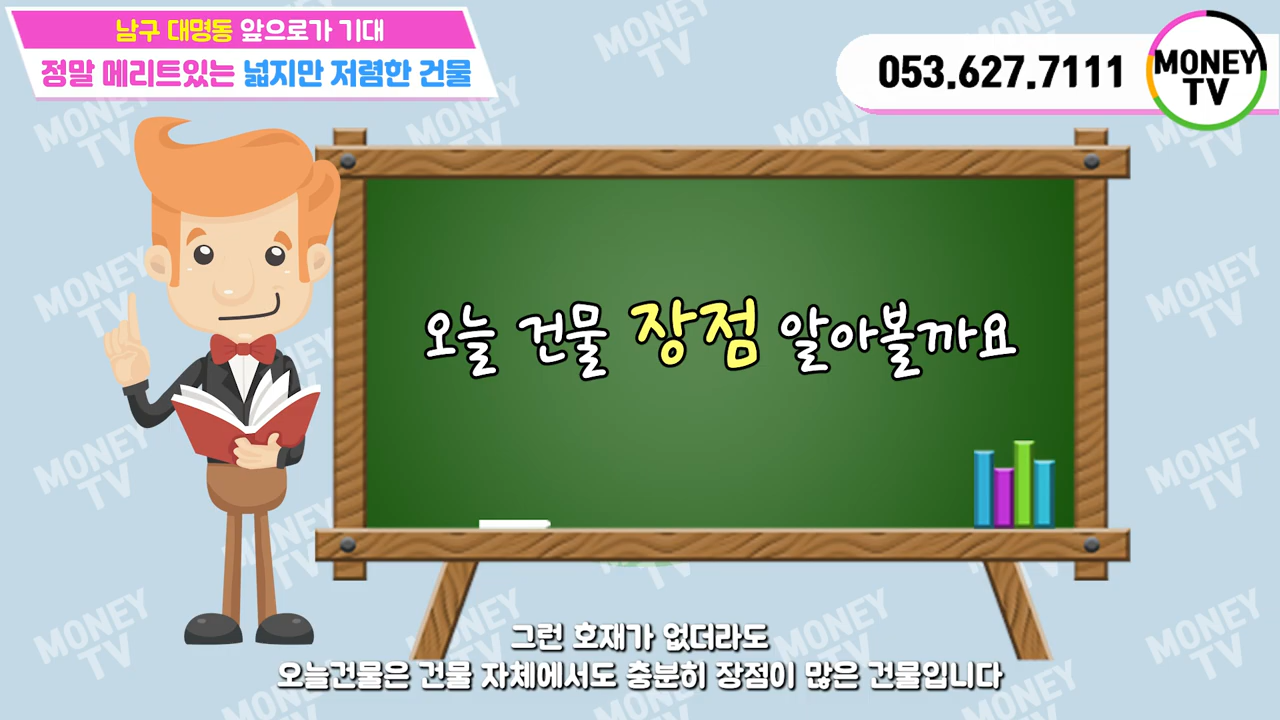 남구 대명동 앞으로가 기대
정말 메리트있는 넓지만 저렴한 건물
053.627.7111
MONEY
TV
오늘 건물 장점 알아볼까요
그런 호재가 없더라도
오늘건물은 건물 자체에서도 충분히 장점이 많은 건물입니다